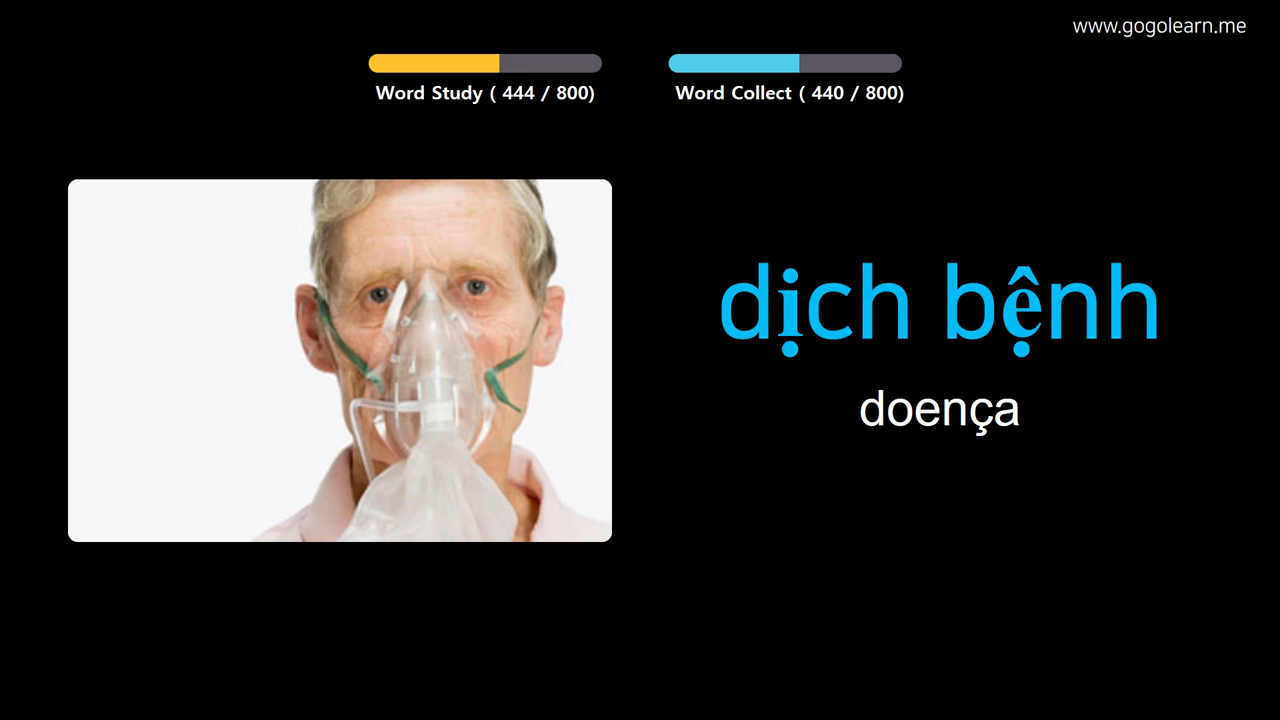 www.gogolearn.me
Word Study ( 444 / 800)
Word Collect ( 440 / 800)
dịch bệnh
doença